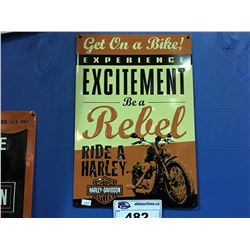 Get On a Bike!
EXPERIENCE
EXCITEMENT
Be a
Rebel
RIDE A
HARLEY
HARLEY-DAVIDSON
482